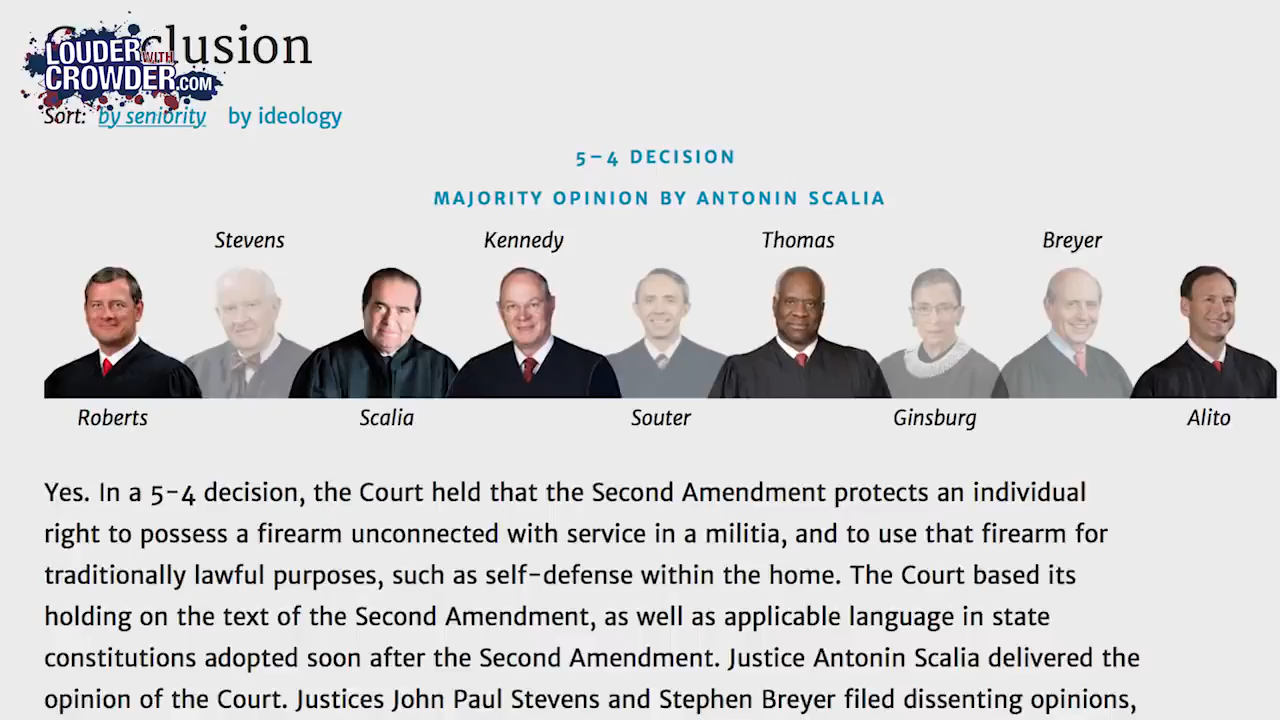 LOUDER WITH
CROWDER.COM
clusion
Sort: by seniority by ideology
5–4 DECISION
MAJORITY OPINION BY ANTONIN SCALIA
Stevens Kennedy Thomas Breyer
Roberts Scalia Souter Ginsburg Alito
Yes. In a 5-4 decision, the Court held that the Second Amendment protects an individual
right to possess a firearm unconnected with service in a militia, and to use that firearm for
traditionally lawful purposes, such as self-defense within the home. The Court based its
holding on the text of the Second Amendment, as well as applicable language in state
constitutions adopted soon after the Second Amendment. Justice Antonin Scalia delivered the
opinion of the Court. Justices John Paul Stevens and Stephen Breyer filed dissenting opinions,